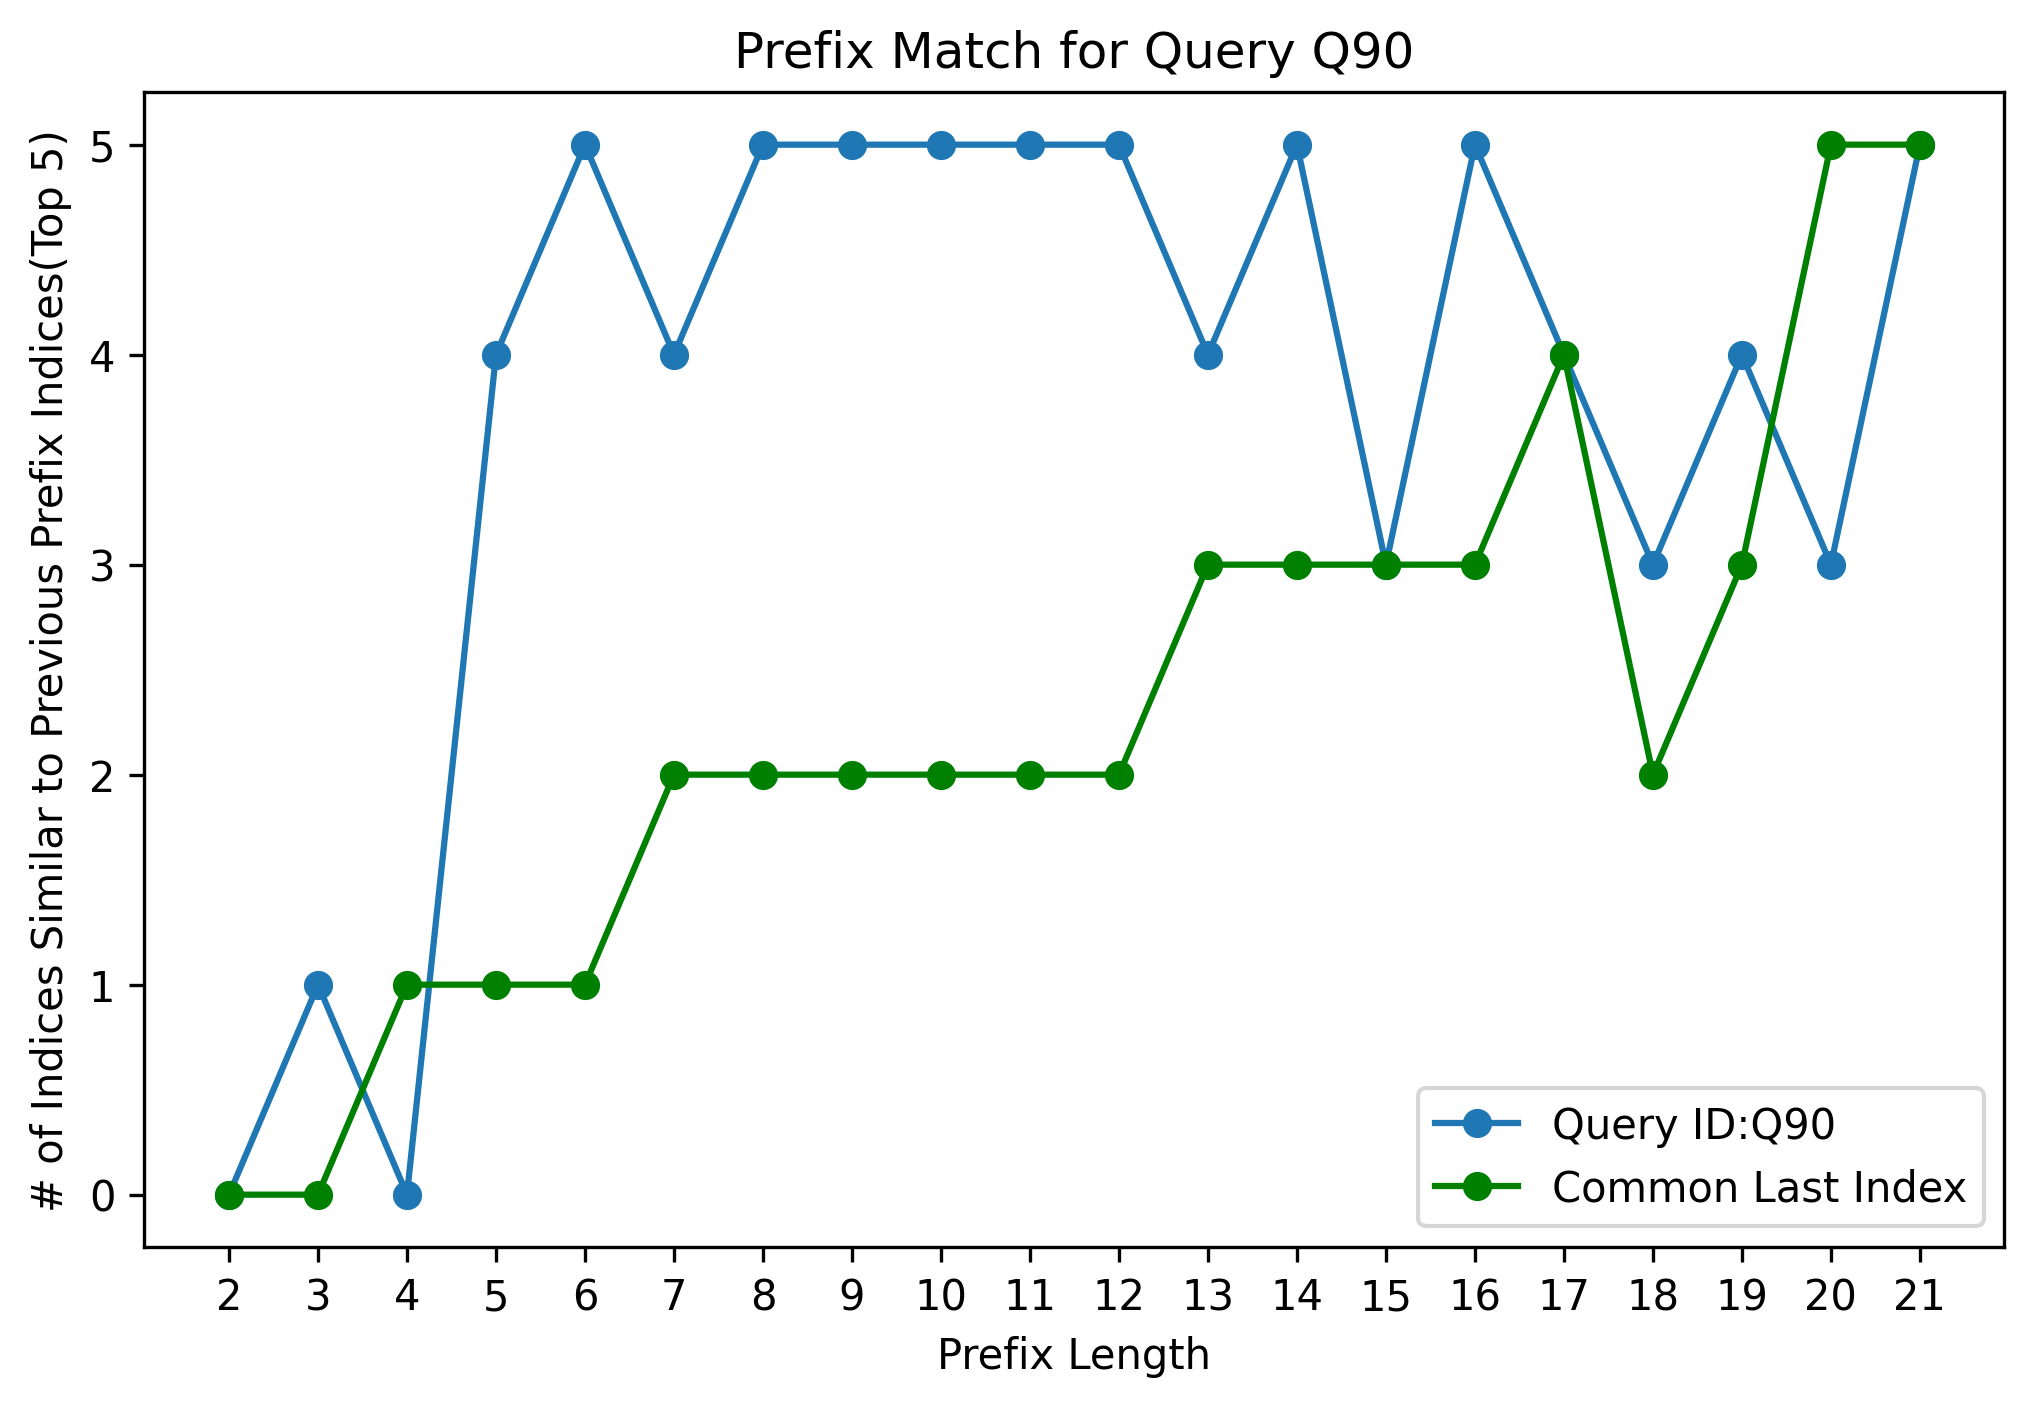 Prefix Match for Query Q90
# of Indices Similar to Previous Prefix Indices(Top 5)
5
4
3
2
1
0
Query ID:Q90
Common Last Index
2 3 4 5 6 7 8 9 10 11 12 13 14 15 16 17 18 19 20 21
Prefix Length